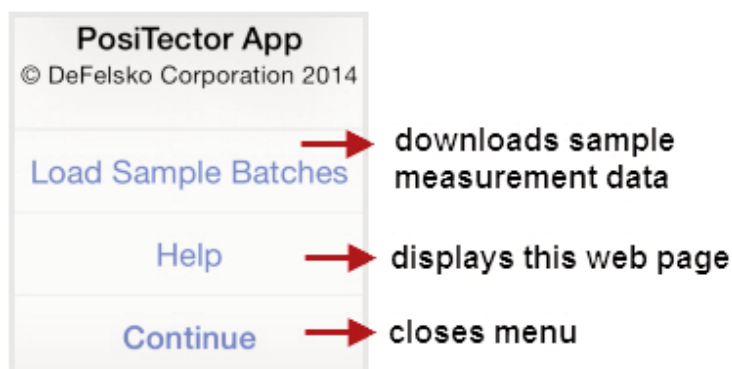 PosiTector App
© DeFelsko Corporation 2014
Load Sample Batches
downloads sample
measurement data
Help
displays this web page
Continue
closes menu